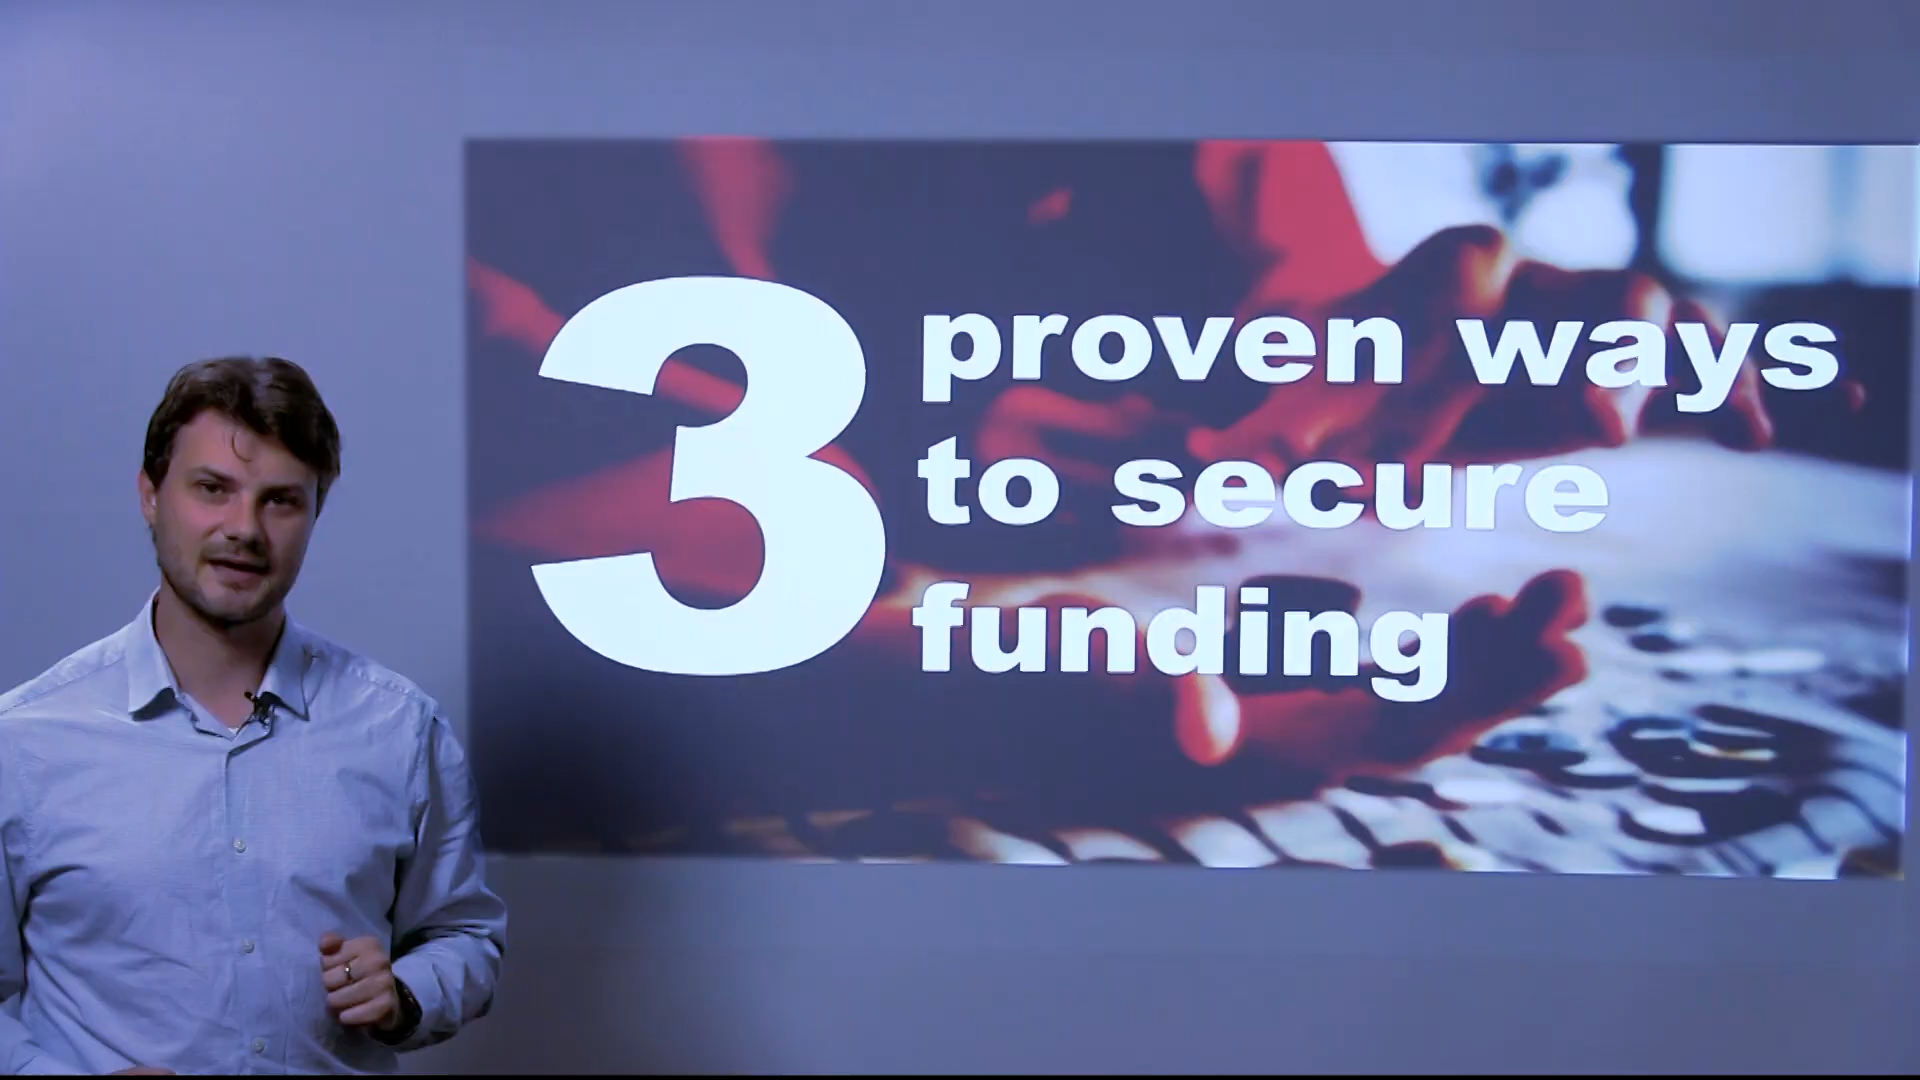 3 proven ways
to secure
funding